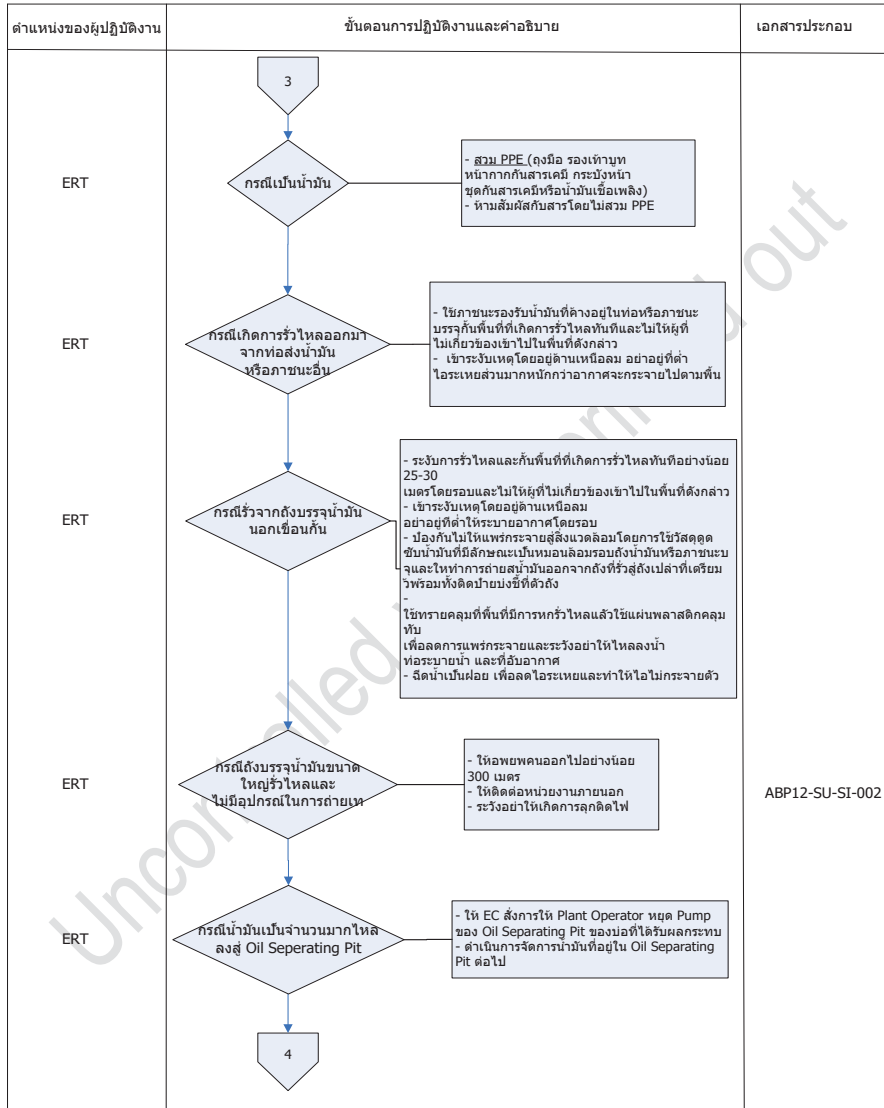 ตำแหน่งของผู้ปฏิบัติงาน
ขั้นตอนการปฏิบัติงานและคำอธิบาย
เอกสารประกอบ
3
ERT
กรณีเป็นน้ำมัน
- สวม PPE (ถุงมือ รองเท้าบูท
หน้ากากกันสารเคมี กระบังหน้า
ชุดกันสารเคมีหรือน้ำมันเชื้อเพลิง)
- ห้ามสัมผัสกับสารโดยไม่สวม PPE
ERT
กรณีเกิดการรั่วไหลออกมา
จากท่อส่งน้ำมัน
หรือภาชนะอื่น
- ใช้ภาชนะรองรับน้ำมันที่ค้างอยู่ในท่อหรือภาชนะ
บรรจุกั้นพื้นที่ที่เกิดการรั่วไหลทันทีและไม่ให้ผู้ที่
ไม่เกี่ยวข้องเข้าไปในพื้นที่ดังกล่าว
- เข้าระงับเหตุโดยอยู่ด้านเหนือลม อย่าอยู่ที่ต่ำ
ไอระเหยส่วนมากหนักกว่าอากาศจะกระจายไปตามพื้น
ERT
กรณีรั่วจากถังบรรจุน้ำมัน
นอกเขื่อนกั้น
- ระงับการรั่วไหลและกั้นพื้นที่ที่เกิดการรั่วไหลทันทีอย่างน้อย
25-30
เมตรโดยรอบและไม่ให้ผู้ที่ไม่เกี่ยวข้องเข้าไปในพื้นที่ดังกล่าว
- เข้าระงับเหตุโดยอยู่ด้านเหนือลม
อย่าอยู่ที่ต่ำให้ระบายอากาศโดยรอบ
- ป้องกันไม่ให้แพร่กระจายสู่สิ่งแวดล้อมโดยการใช้วัสดุดูด
ซับน้ำมันที่มีลักษณะเป็นหมอนล้อมรอบถังน้ำมันหรือภาชนะบ
จุและให้ทำการถ่ายสน้ำมันออกจากถังที่รั่วสู่ถังเปล่าที่เตรียม
ไว้พร้อมทั้งติดป้ายบ่งชี้ที่ตัวถัง
-
ใช้ทรายคลุมที่พื้นที่มีการหกรั่วไหลแล้วใช้แผ่นพลาสติกคลุม
ทับ
เพื่อลดการแพร่กระจายและระวังอย่าให้ไหลลงน้ำ
ท่อระบายน้ำ และที่อับอากาศ
- ฉีดน้ำเป็นฝอย เพื่อลดไอระเหยและทำให้ไอไม่กระจายตัว
ERT
กรณีถังบรรจุน้ำมันขนาด
ใหญ่รั่วไหลและ
ไม่มีอุปกรณ์ในการถ่ายเท
- ให้อพยพคนออกไปอย่างน้อย
300 เมตร
- ให้ติดต่อหน่วยงานภายนอก
- ระวังอย่าให้เกิดการลุกติดไฟ
ABP12-SU-SI-002
ERT
กรณีน้ำมันเป็นจำนวนมากไหล
ลงสู่ Oil Seperating Pit
- ให้ EC สั่งการให้ Plant Operator หยุด Pump
ของ Oil Separating Pit ของบ่อที่ได้รับผลกระทบ
- ดำเนินการจัดการน้ำมันที่อยู่ใน Oil Separating
Pit ต่อไป
4